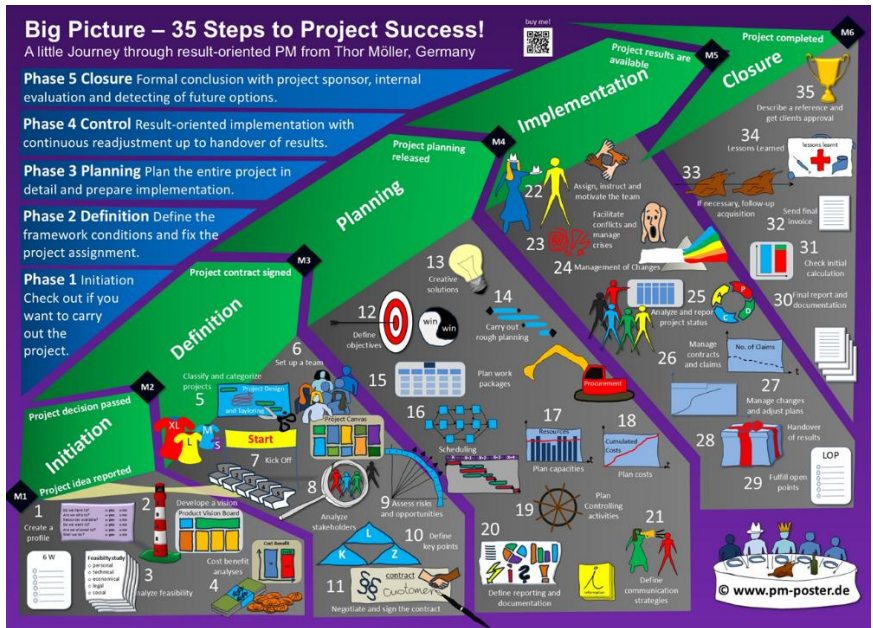 Big Picture – 35 Steps to Project Success!
A little Journey through result-oriented PM from Thor Möller, Germany
buy me!
Phase 5 Closure Formal conclusion with project sponsor, internal
evaluation and detecting of future options.
Phase 4 Control Result-oriented implementation with
continuous readjustment up to handover of results.
Phase 3 Planning Plan the entire project in
detail and prepare implementation.
Phase 2 Definition Define the
framework conditions and fix the
project assignment.
Phase 1 Initiation
Check out if you
want to carry
out the
project.
M1
Project idea reported
Initiation
Project decision passed
M2
Definition
Project contract signed
M3
Planning
Project planning
released
M4
Implementation
Project results are
available
M5
Closure
Project completed
M6
1
Create a
profile
6 W
2
Develope a vision
Product Vision Board
3
Analyze feasibility
Feasibility study
personal
technical
economical
legal
social
4
Cost benefit
analyses
Cost Benefit
5
Classify and categorize
projects
Project Design
and Tayloring
XL
L
M
S
6
Set up a team
Start
7
Kick Off
Project Canvas
8
Analyze
stakeholders
9
Assess risks
and opportunities
10
Define
key points
L
K
Z
11
Negotiate and sign the contract
contract
Customer
12
Define
objectives
win
win
13
Creative
solutions
14
Carry out
rough planning
15
Plan work
packages
Procurement
16
Scheduling
17
Resources
Plan capacities
18
Cumulated
Costs
Plan costs
19
Plan
Controlling
activities
20
Define reporting and
documentation
information
21
Define
communication
strategies
22
Assign, instruct and
motivate the team
23
Facilitate
conflicts and
manage
crises
24
Management of Changes
25
Analyze and report
project status
P
D
C
A
26
Manage
contracts
and claims
No. of Claims
t
27
Manage changes
and adjust plans
28
Handover
of results
29
Fulfill open
points
LOP
30
Final report and
documentation
31
Check initial
calculation
32
Send final
invoice
33
If necessary, follow-up
acquisition
34
Lessons Learned
lessons learnt
35
Describe a reference and
get clients approval
© www.pm-poster.de